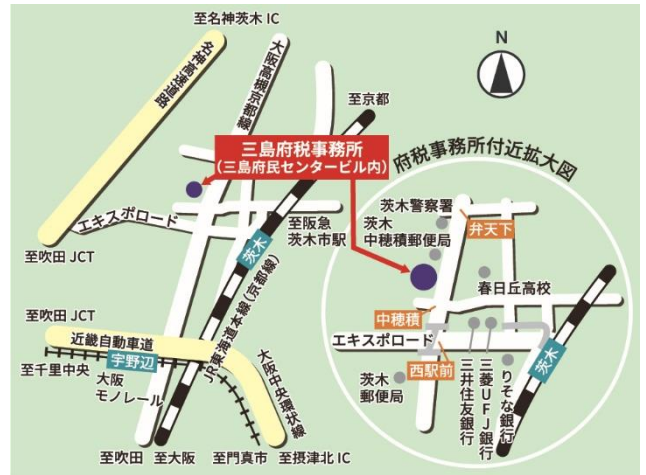 至名神茨木IC
名神高速道路
大阪高槻京都線
至京都
N
三島府税事務所
(三島府民センタービル内)
府税事務所付近拡大図
エキスポロード
至阪急
茨木市駅
茨木
至吹田JCT
JR東海道本線(京都線)
至吹田JCT
近畿自動車道
宇野辺
至千里中央
大阪
モノレール
大阪中央環状線
至吹田
至大阪
至門真市
至摂津北IC
茨木警察署
弁天下
茨木
中穂積郵便局
春日丘高校
中穂積
エキスポロード
西駅前
茨木
茨木
郵便局
三井住友銀行
三菱UFJ銀行
りそな銀行